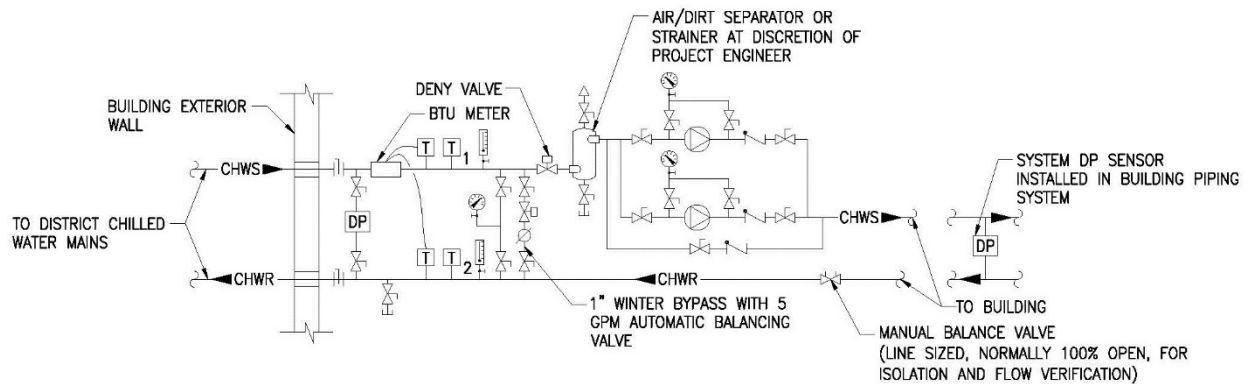 AIR/DIRT SEPARATOR OR
STRAINER AT DISCRETION OF
PROJECT ENGINEER
DENY VALVE
BTU METER
BUILDING EXTERIOR
WALL
T
T
1
CHWS
SYSTEM DP SENSOR
INSTALLED IN BUILDING PIPING
SYSTEM
TO DISTRICT CHILLED
WATER MAINS
DP
CHWS
DP
T
T
2
CHWR
CHWR
TO BUILDING
1" WINTER BYPASS WITH 5
GPM AUTOMATIC BALANCING
VALVE
MANUAL BALANCE VALVE
(LINE SIZED, NORMALLY 100% OPEN, FOR
ISOLATION AND FLOW VERIFICATION)